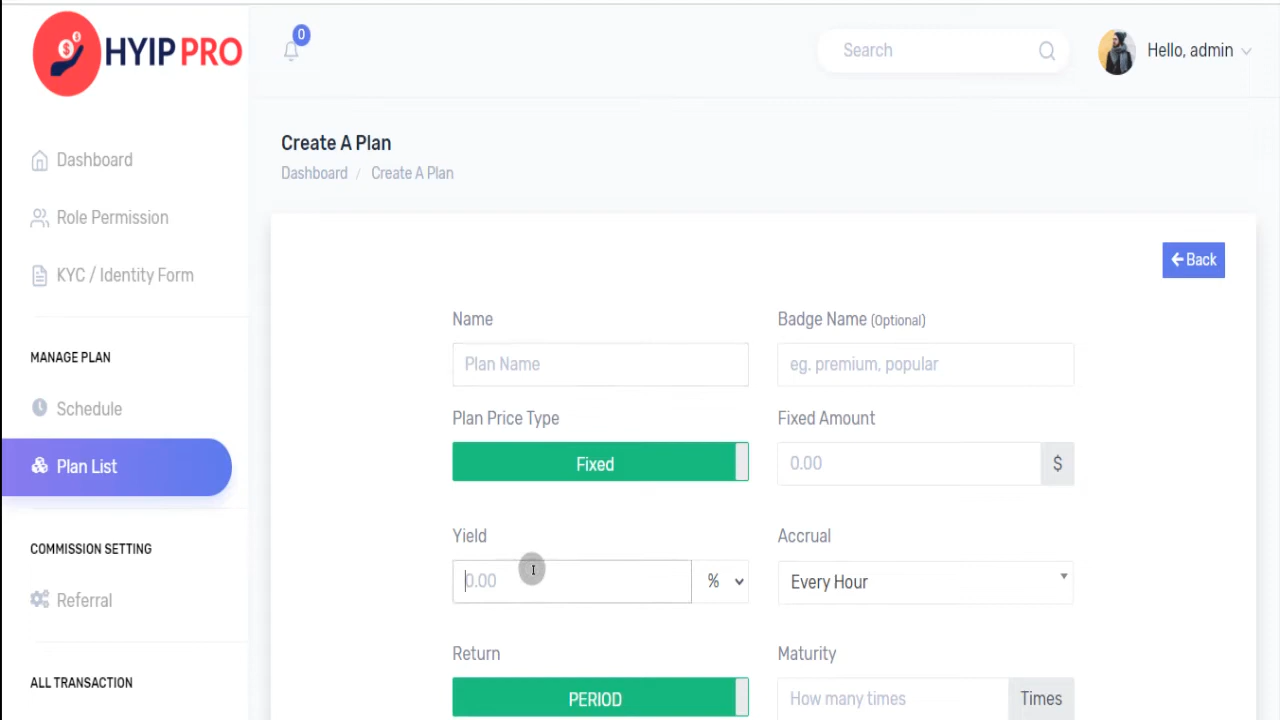 HYIP PRO
0
Search
Hello, admin
Dashboard
Role Permission
KYC / Identity Form
MANAGE PLAN
Schedule
Plan List
COMMISSION SETTING
Referral
ALL TRANSACTION
Create A Plan
Dashboard / Create A Plan
Back
Name
Badge Name (Optional)
Plan Name
eg. premium, popular
Plan Price Type
Fixed Amount
Fixed
0.00
$
Yield
Accrual
0.00
%
Every Hour
Return
Maturity
PERIOD
How many times
Times